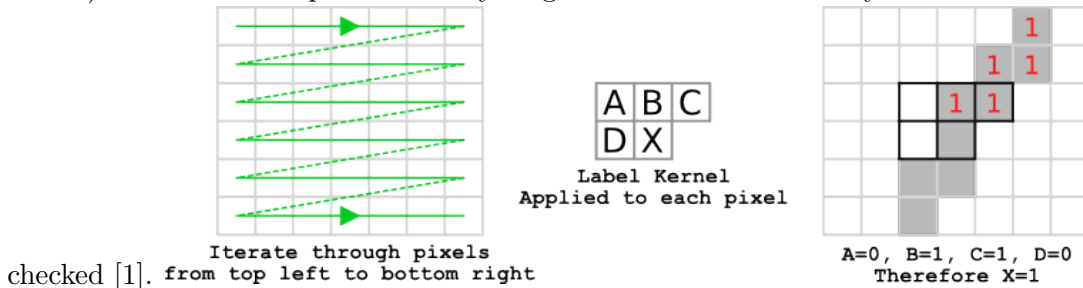 1
1 1
A B C
1 1
D X
Label Kernel
Applied to each pixel
Iterate through pixels
from top left to bottom right
A=0, B=1, C=1, D=0
Therefore X=1
checked [1].